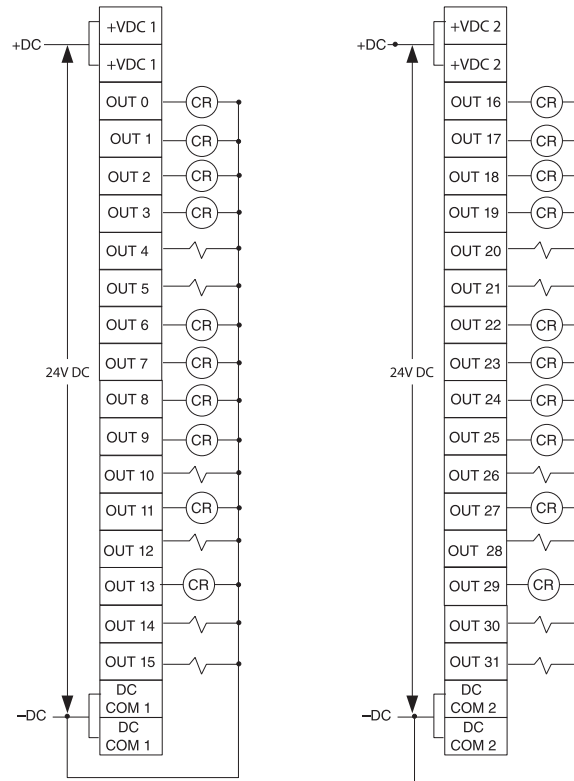 +VDC 1
+DC
+VDC 1
OUT 0 CR
OUT 1 CR
OUT 2 CR
OUT 3 CR
OUT 4
OUT 5
OUT 6 CR
OUT 7 CR
24V DC
OUT 8 CR
OUT 9 CR
OUT 10
OUT 11 CR
OUT 12
OUT 13 CR
OUT 14
OUT 15
DC
COM 1
–DC
DC
COM 1
+VDC 2
+DC
+VDC 2
OUT 16 CR
OUT 17 CR
OUT 18 CR
OUT 19 CR
OUT 20
OUT 21
OUT 22 CR
OUT 23 CR
24V DC
OUT 24 CR
OUT 25 CR
OUT 26
OUT 27 CR
OUT 28
OUT 29 CR
OUT 30
OUT 31
DC
COM 2
–DC
DC
COM 2